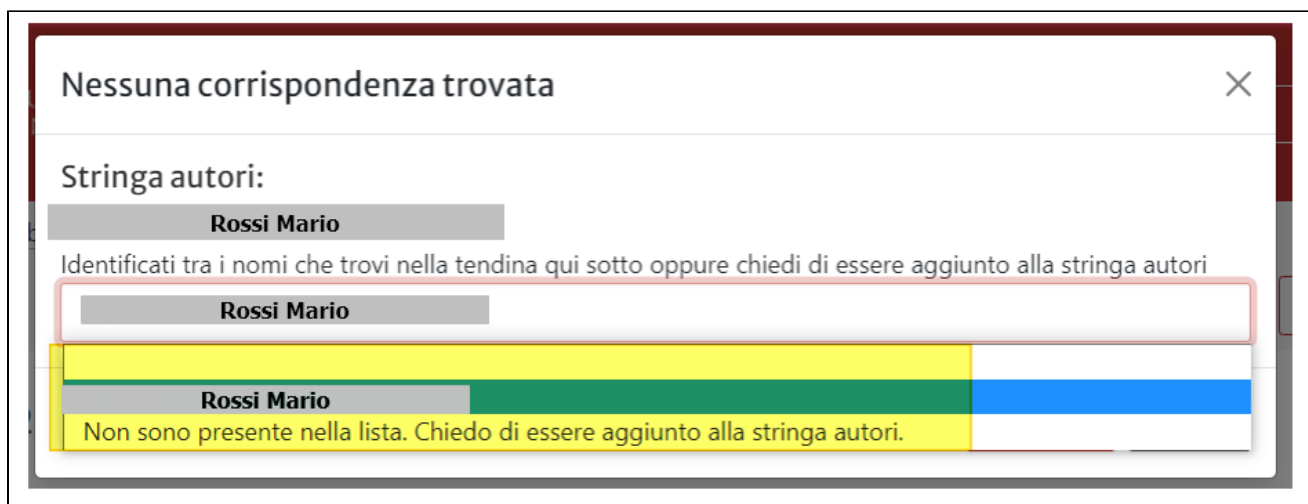 Nessuna corrispondenza trovata
Stringa autori:
Rossi Mario
Identificati tra i nomi che trovi nella tendina qui sotto oppure chiedi di essere aggiunto alla stringa autori
Rossi Mario
Rossi Mario
Non sono presente nella lista. Chiedo di essere aggiunto alla stringa autori.